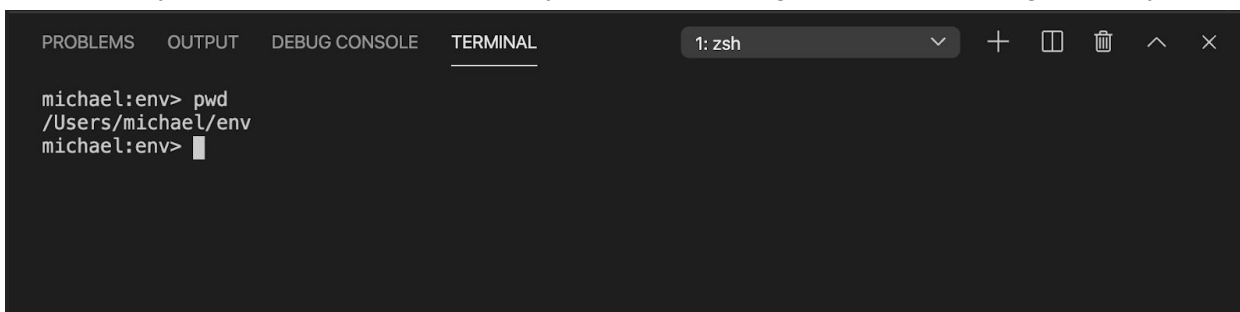 PROBLEMS OUTPUT DEBUG CONSOLE TERMINAL 1: zsh
michael:env> pwd
/Users/michael/env
michael:env>